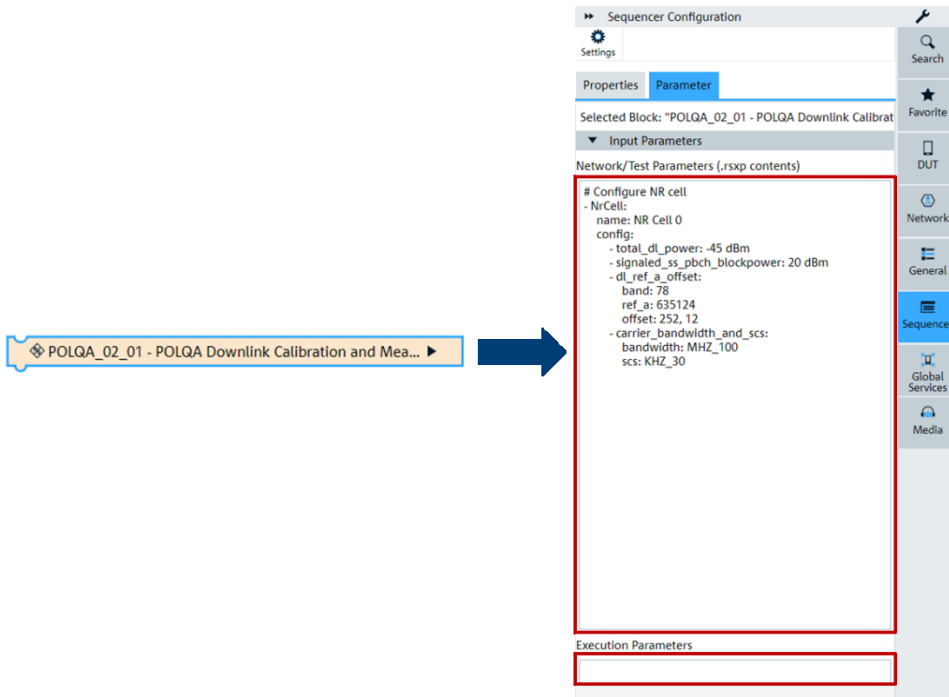 Sequencer Configuration
Settings
Search
Properties
Parameter
Favorite
Selected Block: "POLQA_02_01 - POLQA Downlink Calibrat
Input Parameters
DUT
Network/Test Parameters (.rsxp contents)
# Configure NR cell
- NrCell:
name: NR Cell 0
config:
- total_dl_power: -45 dBm
- signaled_ss_pbch_blockpower: 20 dBm
- dl_ref_a_offset:
band: 78
ref_a: 635124
offset: 252, 12
- carrier_bandwidth_and_scs:
bandwidth: MHZ_100
scs: KHZ_30
Network
General
Sequence
POLQA_02_01 - POLQA Downlink Calibration and Mea...
Global
Services
Media
Execution Parameters